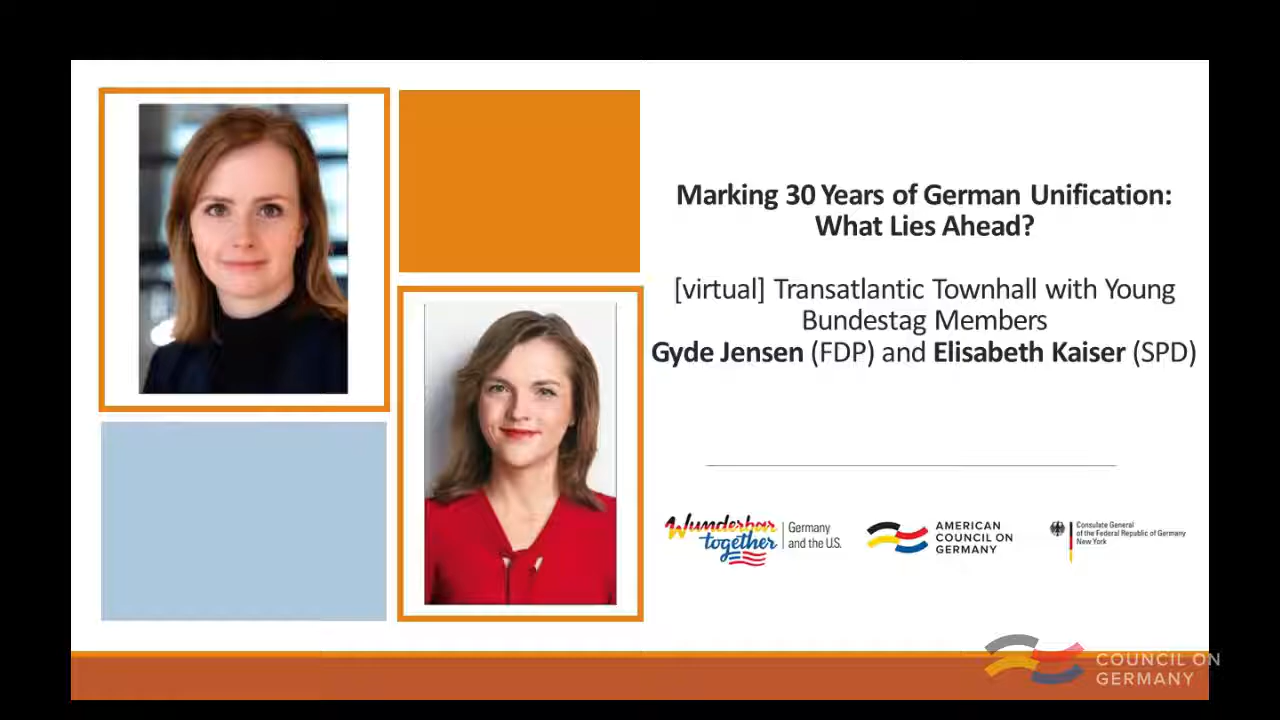 Marking 30 Years of German Unification:
What Lies Ahead?
[virtual] Transatlantic Townhall with Young
Bundestag Members
Gyde Jensen (FDP) and Elisabeth Kaiser (SPD)
Wunderbar
together
Germany
and the U.S.
AMERICAN
COUNCIL ON
GERMANY
Consulate General
of the Federal Republic of Germany
New York
COUNCIL ON
GERMANY